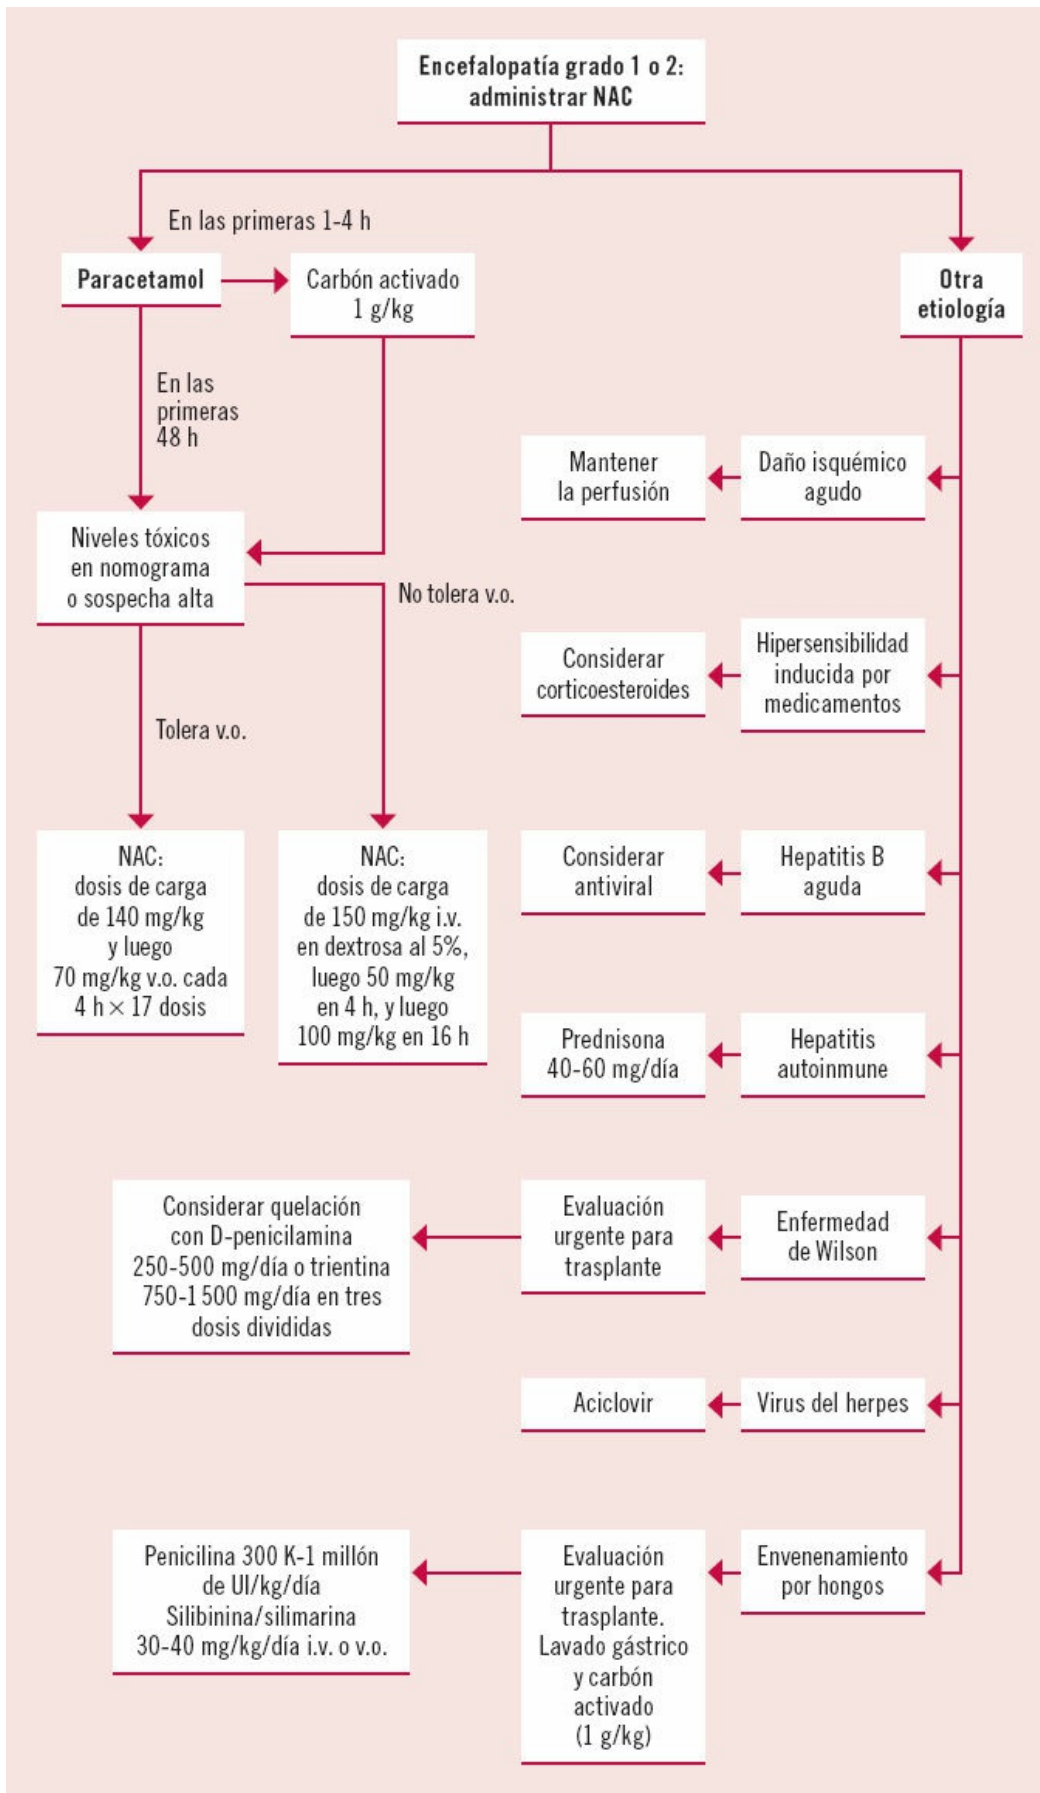 Encefalopatía grado 1 o 2:
administrar NAC
En las primeras 1-4 h
Paracetamol
Carbón activado
1 g/kg
Otra
etiología
En las
primeras
48 h
Mantener
la perfusión
Daño isquémico
agudo
Niveles tóxicos
en nomograma
o sospecha alta
No tolera v.o.
Considerar
corticoesteroides
Hipersensibilidad
inducida por
medicamentos
Tolera v.o.
NAC:
dosis de carga
de 140 mg/kg
y luego
70 mg/kg v.o. cada
4 h × 17 dosis
NAC:
dosis de carga
de 150 mg/kg i.v.
en dextrosa al 5%,
luego 50 mg/kg
en 4 h, y luego
100 mg/kg en 16 h
Considerar
antiviral
Hepatitis B
aguda
Prednisona
40-60 mg/día
Hepatitis
autoinmune
Considerar quelación
con D-penicilamina
250-500 mg/día o trientina
750-1 500 mg/día en tres
dosis divididas
Evaluación
urgente para
trasplante
Enfermedad
de Wilson
Aciclovir
Virus del herpes
Penicilina 300 K-1 millón
de UI/kg/día
Silibinina/silimarina
30-40 mg/kg/día i.v. o v.o.
Evaluación
urgente para
trasplante.
Lavado gástrico
y carbón
activado
(1 g/kg)
Envenenamiento
por hongos